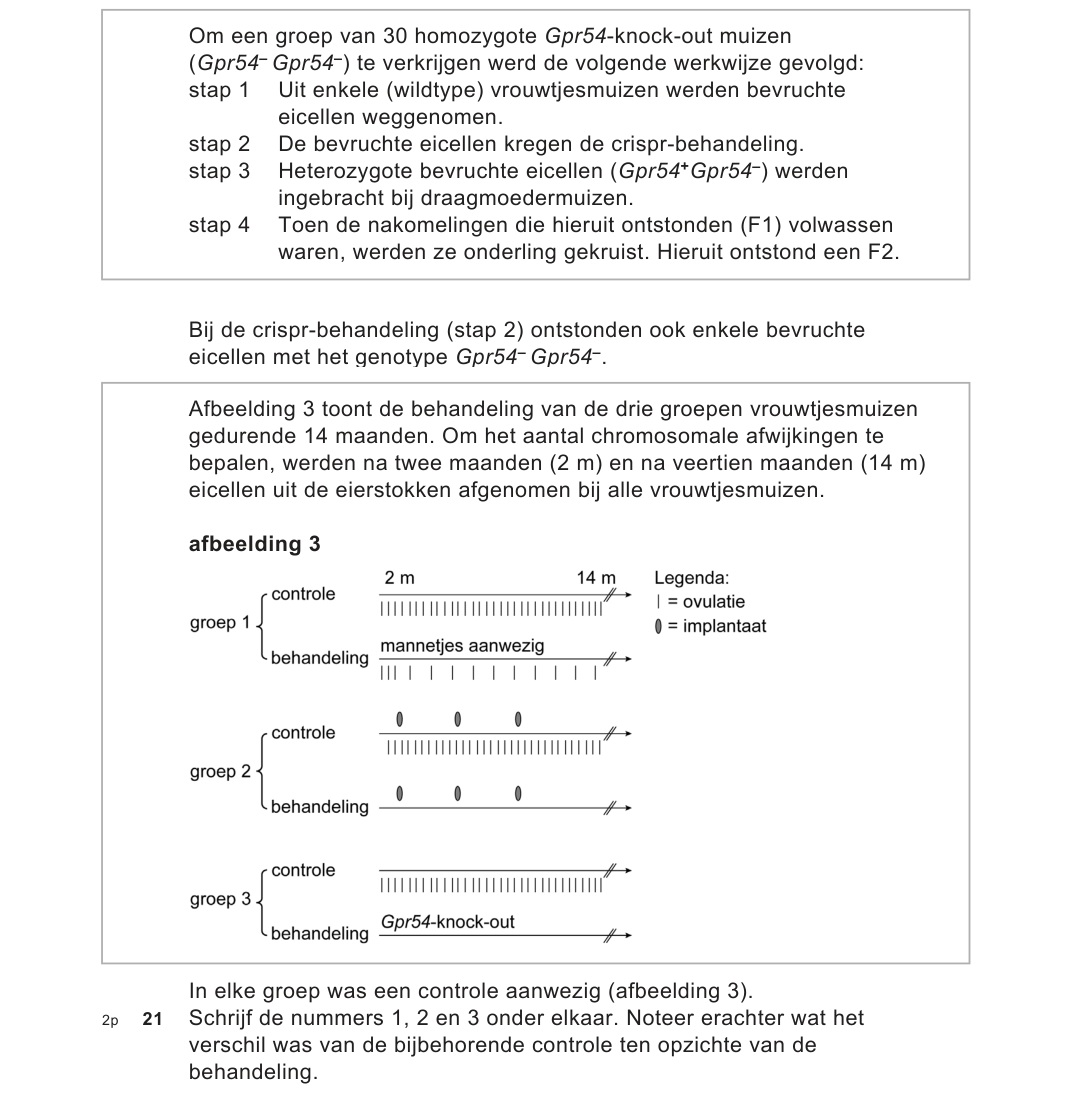 Om een groep van 30 homozygote Gpr54-knock-out muizen
(Gpr54– Gpr54–) te verkrijgen werd de volgende werkwijze gevolgd:
stap 1 Uit enkele (wildtype) vrouwtjesmuizen werden bevruchte
eicellen weggenomen.
stap 2 De bevruchte eicellen kregen de crispr-behandeling.
stap 3 Heterozygote bevruchte eicellen (Gpr54+Gpr54–) werden
ingebracht bij draagmoedermuizen.
stap 4 Toen de nakomelingen die hieruit ontstonden (F1) volwassen
waren, werden ze onderling gekruist. Hieruit ontstond een F2.
Bij de crispr-behandeling (stap 2) ontstonden ook enkele bevruchte
eicellen met het genotype Gpr54– Gpr54–.
Afbeelding 3 toont de behandeling van de drie groepen vrouwtjesmuizen
gedurende 14 maanden. Om het aantal chromosomale afwijkingen te
bepalen, werden na twee maanden (2 m) en na veertien maanden (14 m)
eicellen uit de eierstokken afgenomen bij alle vrouwtjesmuizen.
afbeelding 3
2 m 14 m Legenda:
controle
| = ovulatie
groep 1
= implantaat
mannetjes aanwezig
behandeling
controle
groep 2
behandeling
controle
groep 3
Gpr54-knock-out
behandeling
In elke groep was een controle aanwezig (afbeelding 3).
2p 21 Schrijf de nummers 1, 2 en 3 onder elkaar. Noteer erachter wat het
verschil was van de bijbehorende controle ten opzichte van de
behandeling.